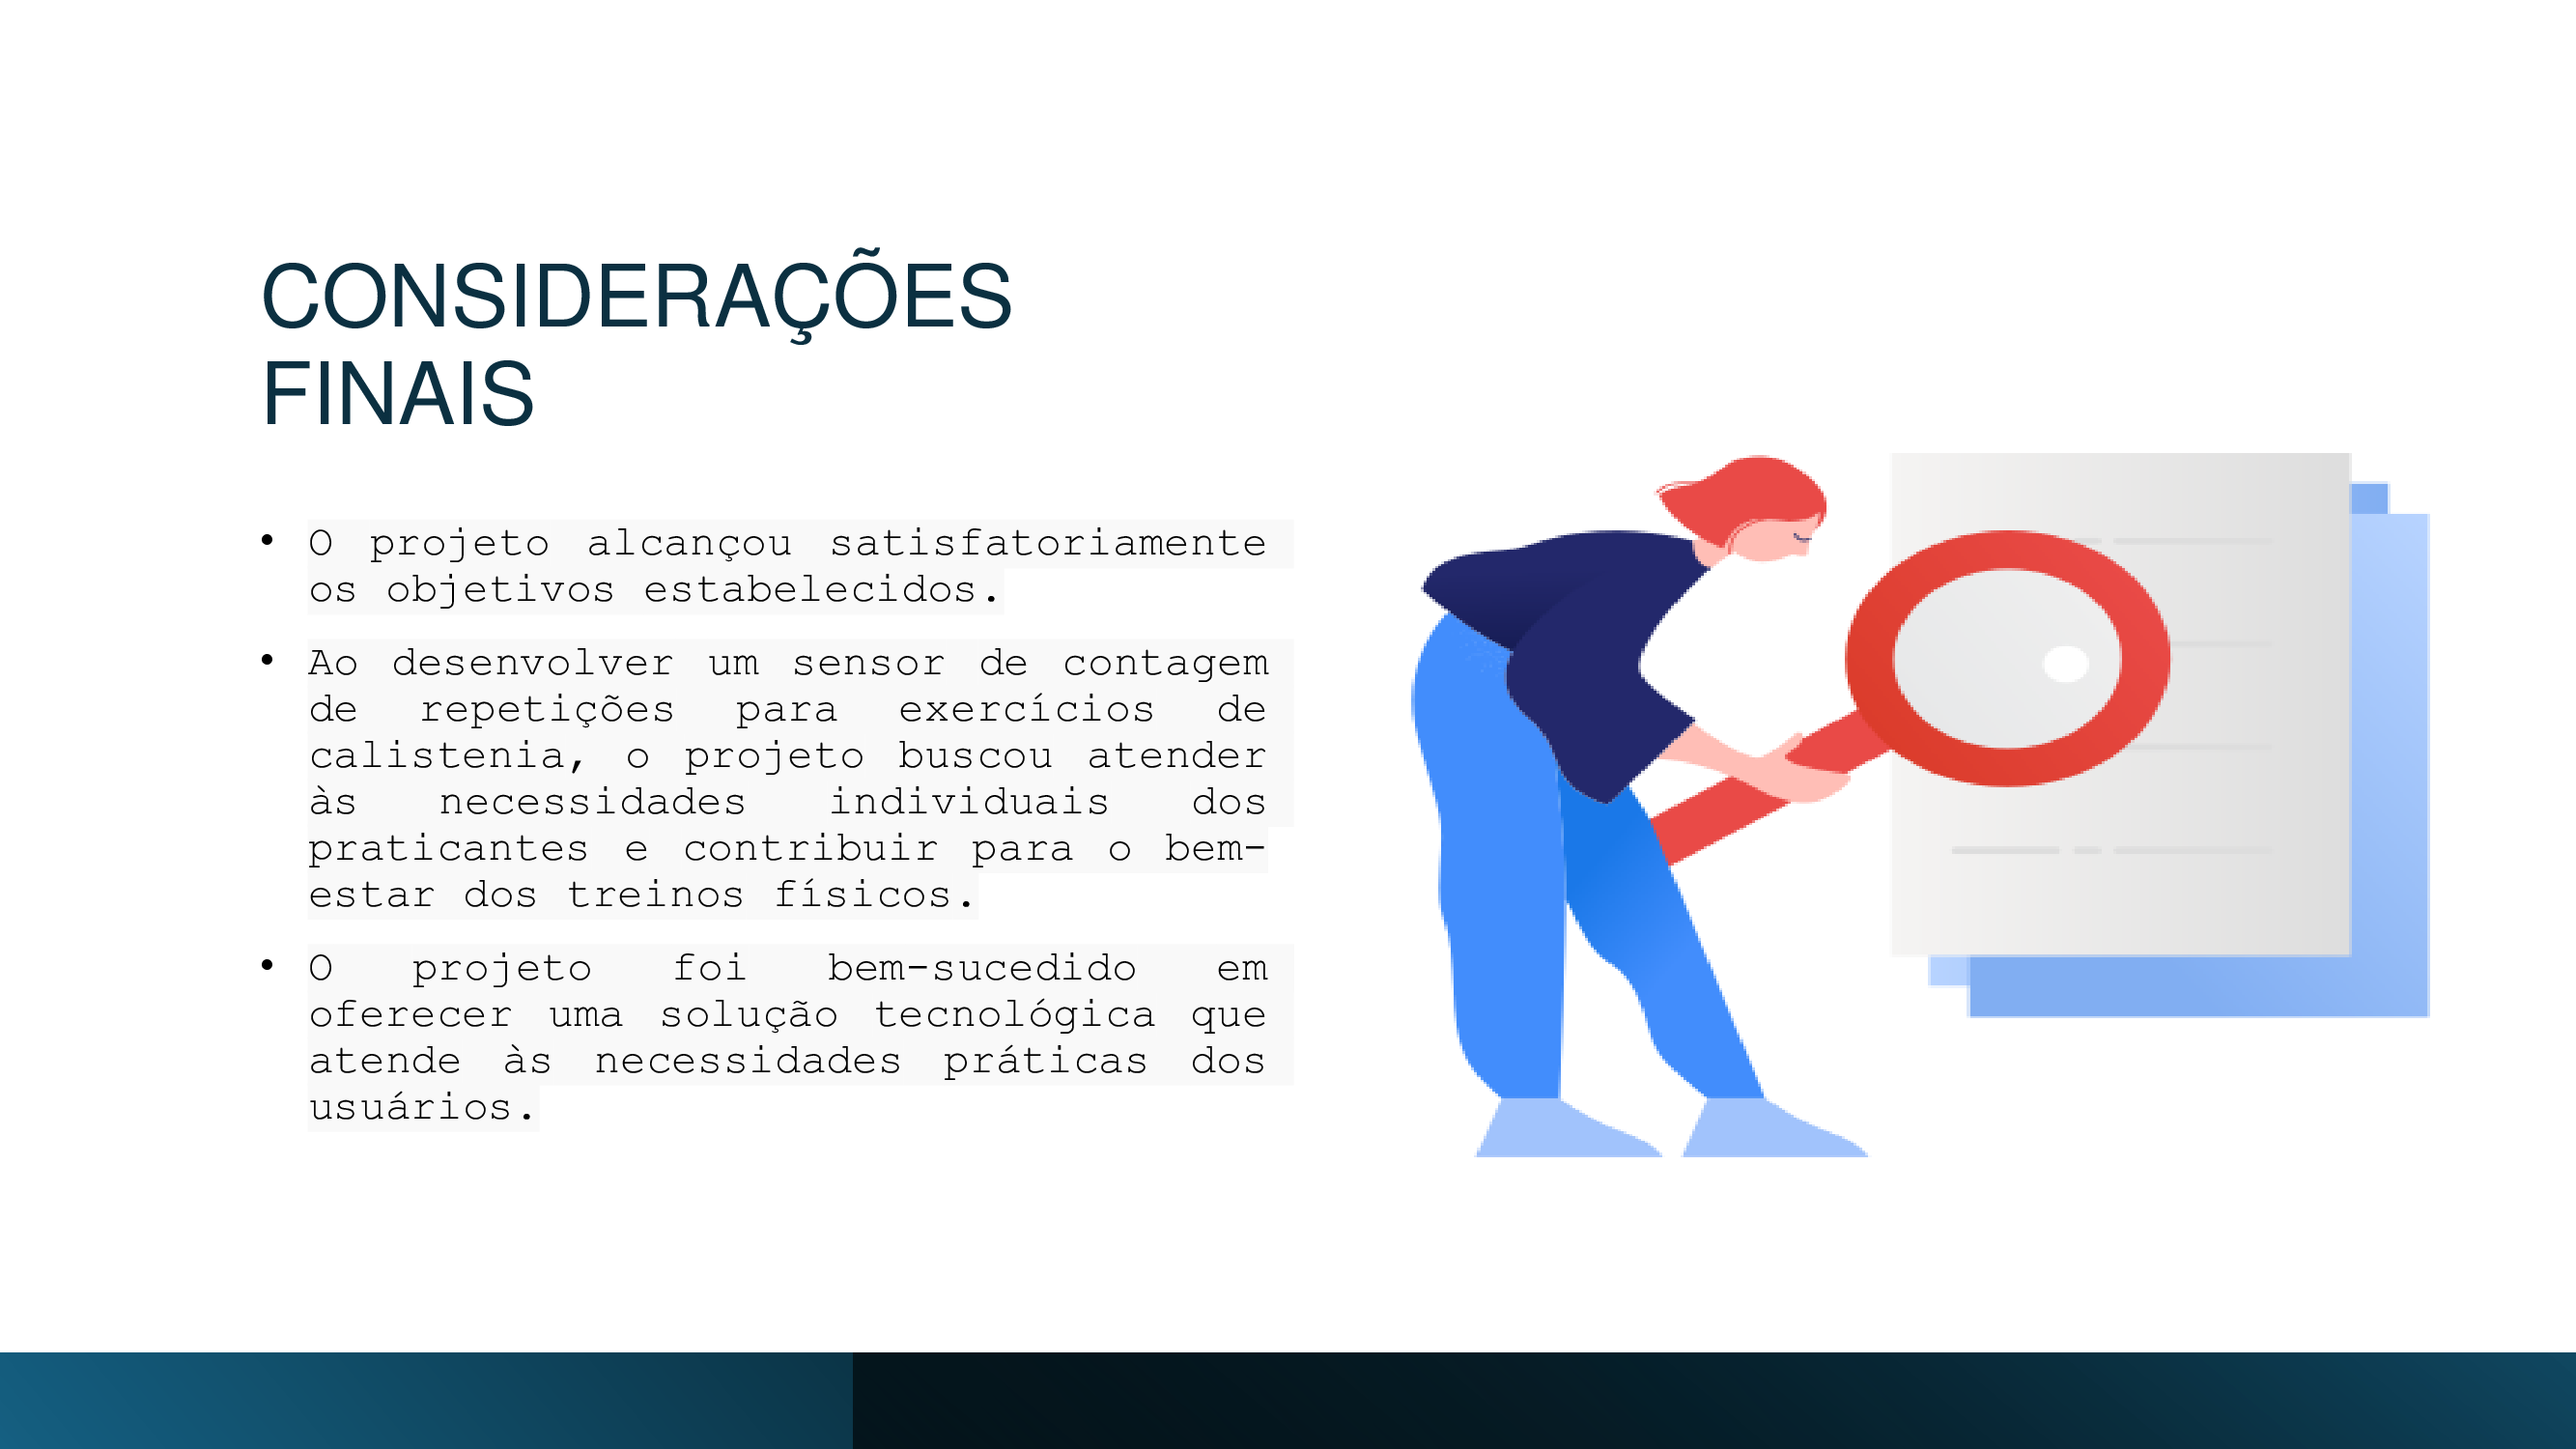 CONSIDERAÇÕES
FINAIS
• O projeto alcançou satisfatoriamente
os objetivos estabelecidos.
• Ao desenvolver um sensor de contagem
de repetições para exercícios de
calistenia, o projeto buscou atender
às necessidades individuais dos
praticantes e contribuir para o bem-
estar dos treinos físicos.
• O projeto foi bem-sucedido em
oferecer uma solução tecnológica que
atende às necessidades práticas dos
usuários.